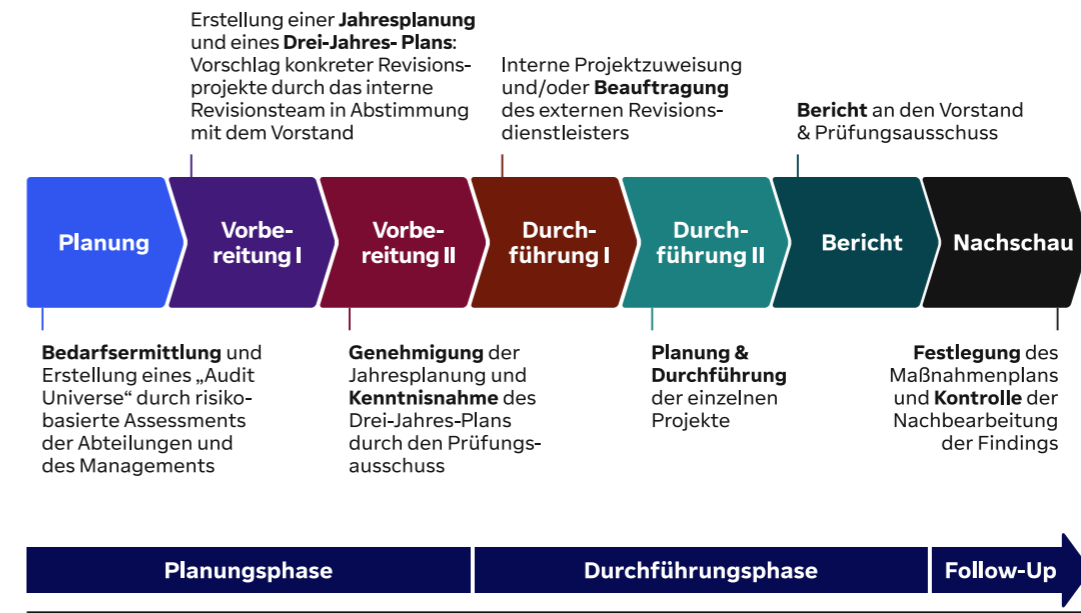 Erstellung einer Jahresplanung
und eines Drei-Jahres- Plans:
Vorschlag konkreter Revisions-
projekte durch das interne
Revisionsteam in Abstimmung
mit dem Vorstand
Interne Projektzuweisung
und/oder Beauftragung
des externen Revisions-
dienstleisters
Bericht an den Vorstand
& Prüfungsausschuss
Planung
Vorbe-
reitung I
Vorbe-
reitung II
Durch-
führung I
Durch-
führung II
Bericht
Nachschau
Bedarfsermittlung und
Erstellung eines „Audit
Universe“ durch risiko-
basierte Assessments
der Abteilungen und
des Managements
Genehmigung der
Jahresplanung und
Kenntnisnahme des
Drei-Jahres-Plans
durch den Prüfungs-
ausschuss
Planung &
Durchführung
der einzelnen
Projekte
Festlegung des
Maßnahmenplans
und Kontrolle der
Nachbearbeitung
der Findings
Planungsphase
Durchführungsphase
Follow-Up